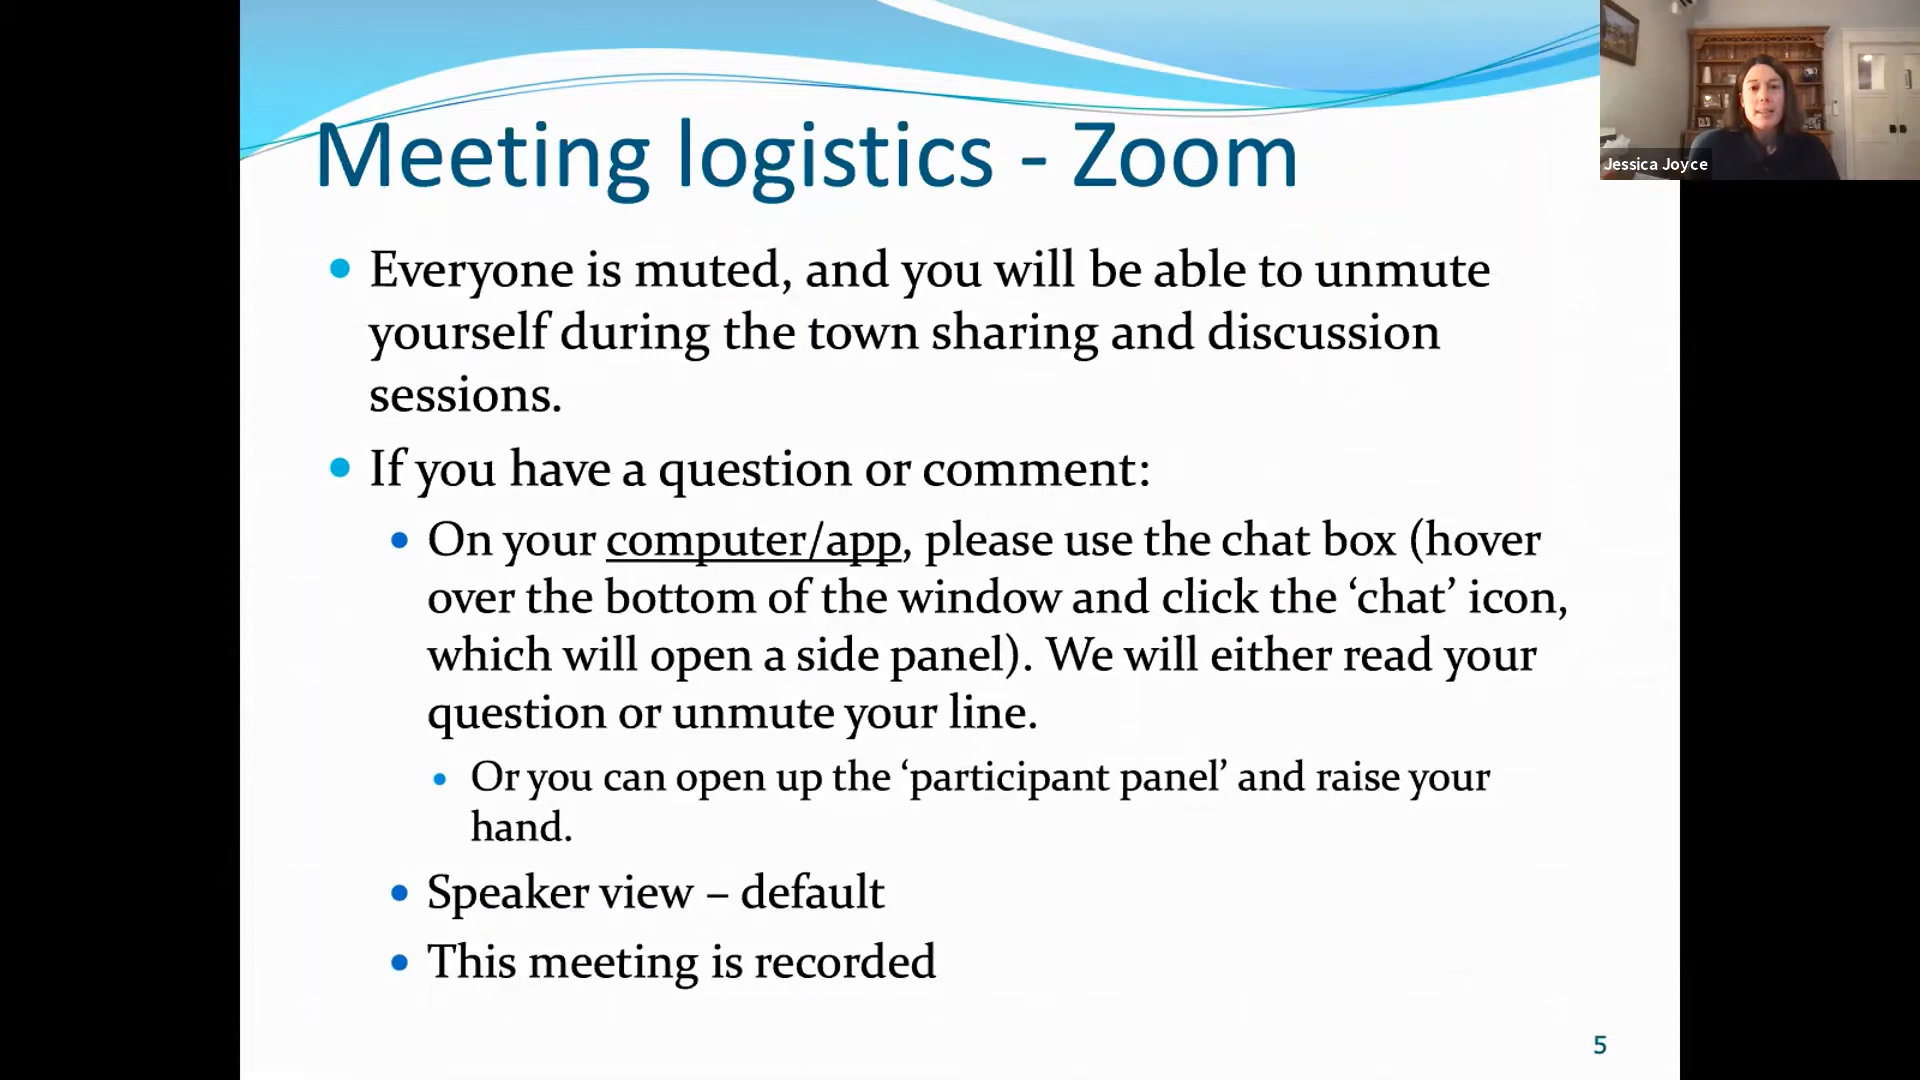 Meeting logistics - Zoom
Jessica Joyce
• Everyone is muted, and you will be able to unmute
yourself during the town sharing and discussion
sessions.
• If you have a question or comment:
• On your computer/app, please use the chat box (hover
over the bottom of the window and click the ‘chat’ icon,
which will open a side panel). We will either read your
question or unmute your line.
• Or you can open up the ‘participant panel’ and raise your
hand.
• Speaker view – default
• This meeting is recorded
5